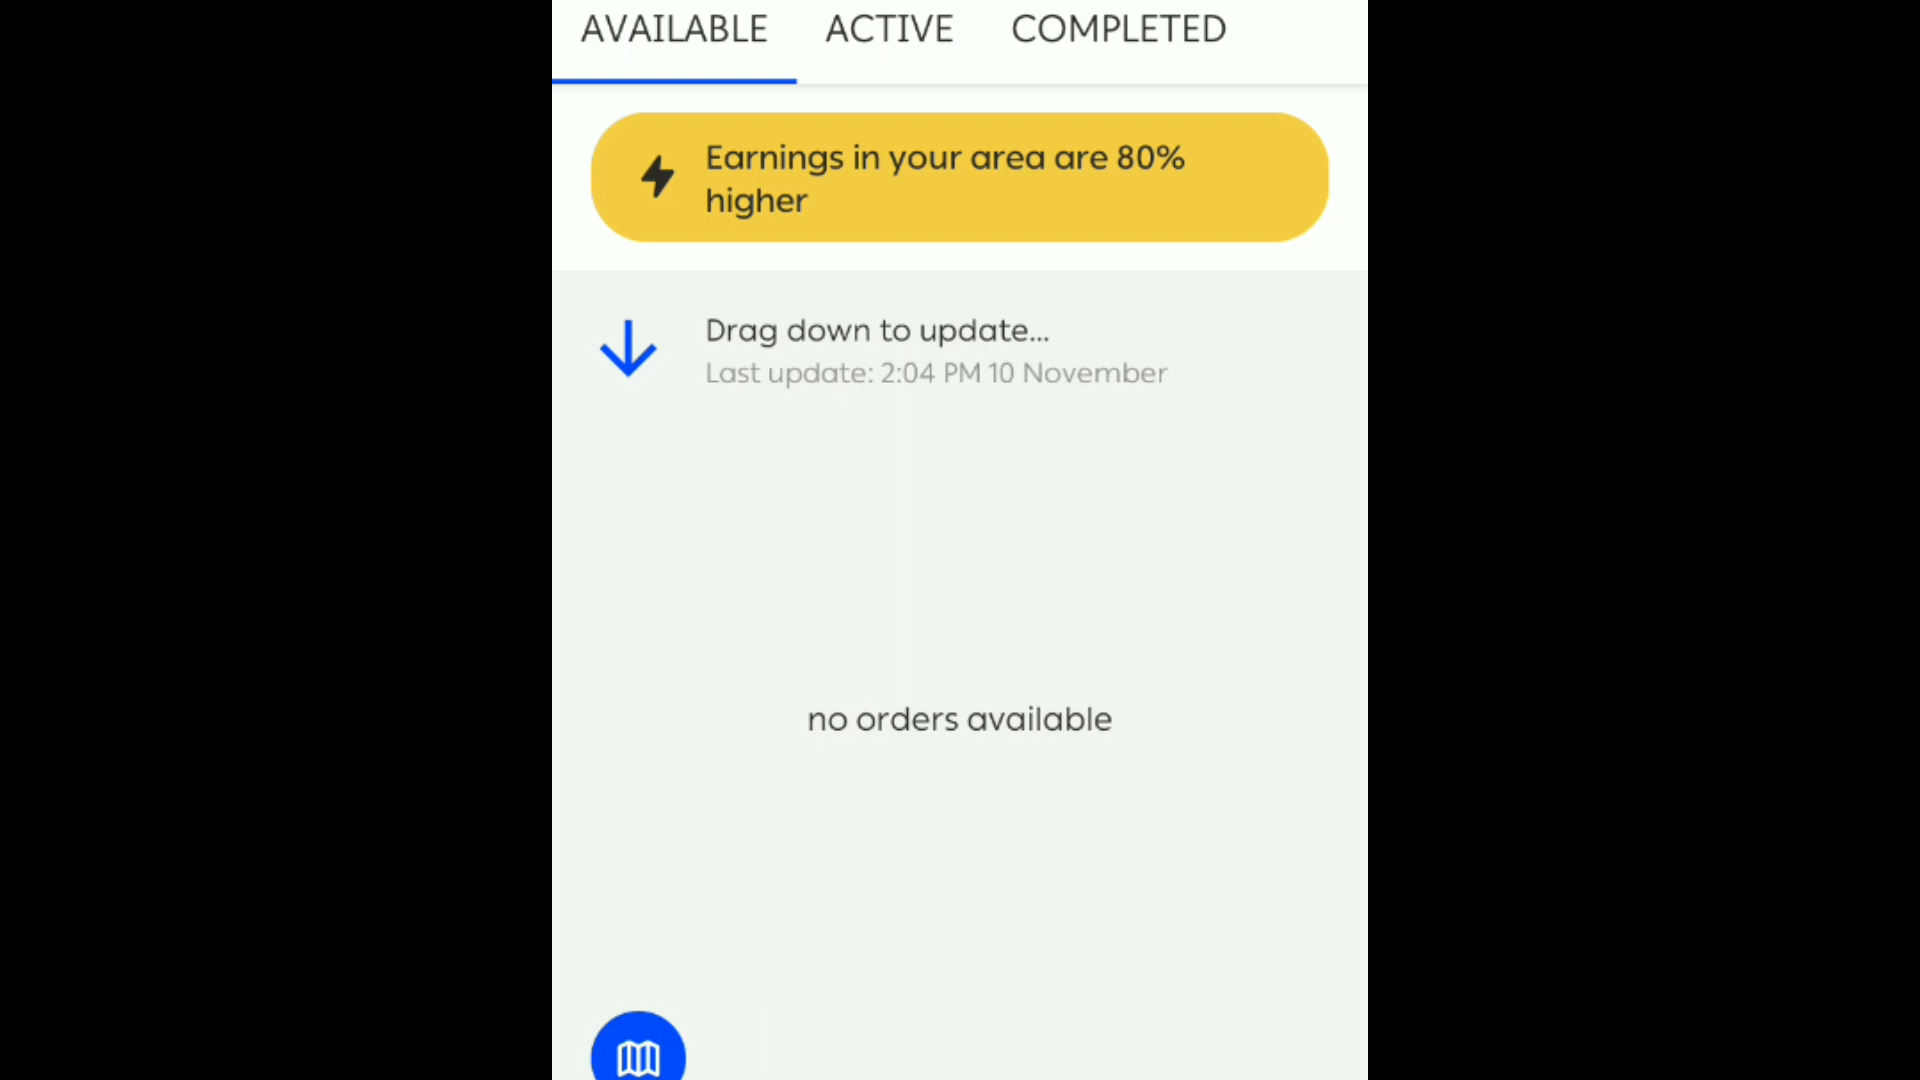 AVAILABLE ACTIVE COMPLETED
Earnings in your area are 80%
higher
Drag down to update...
Last update: 2:04 PM 10 November
no orders available